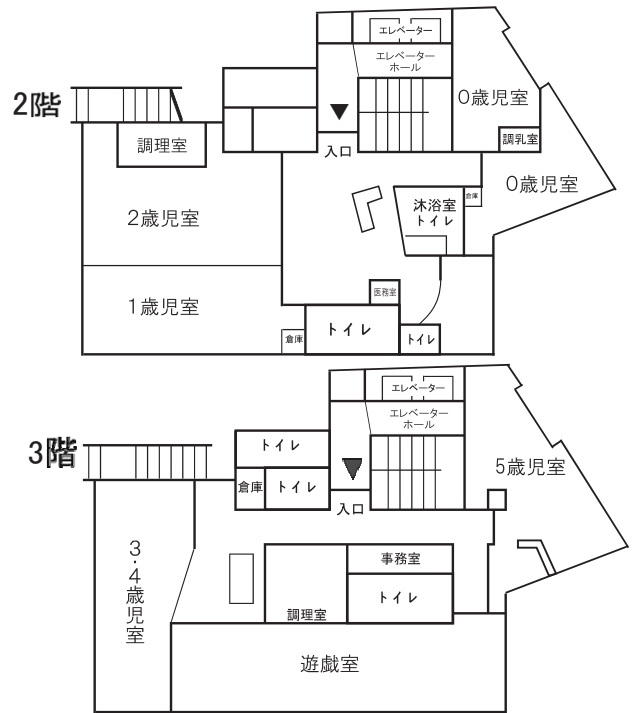 2階
エレベーター
エレベーター
ホール
0歳児室
調乳室
入口
調理室
0歳児室
倉庫
沐浴室
トイレ
2歳児室
1歳児室
医務室
トイレ
倉庫
トイレ
3階
エレベーター
エレベーター
ホール
トイレ
5歳児室
倉庫
トイレ
入口
3・4歳児室
事務室
トイレ
調理室
遊戯室